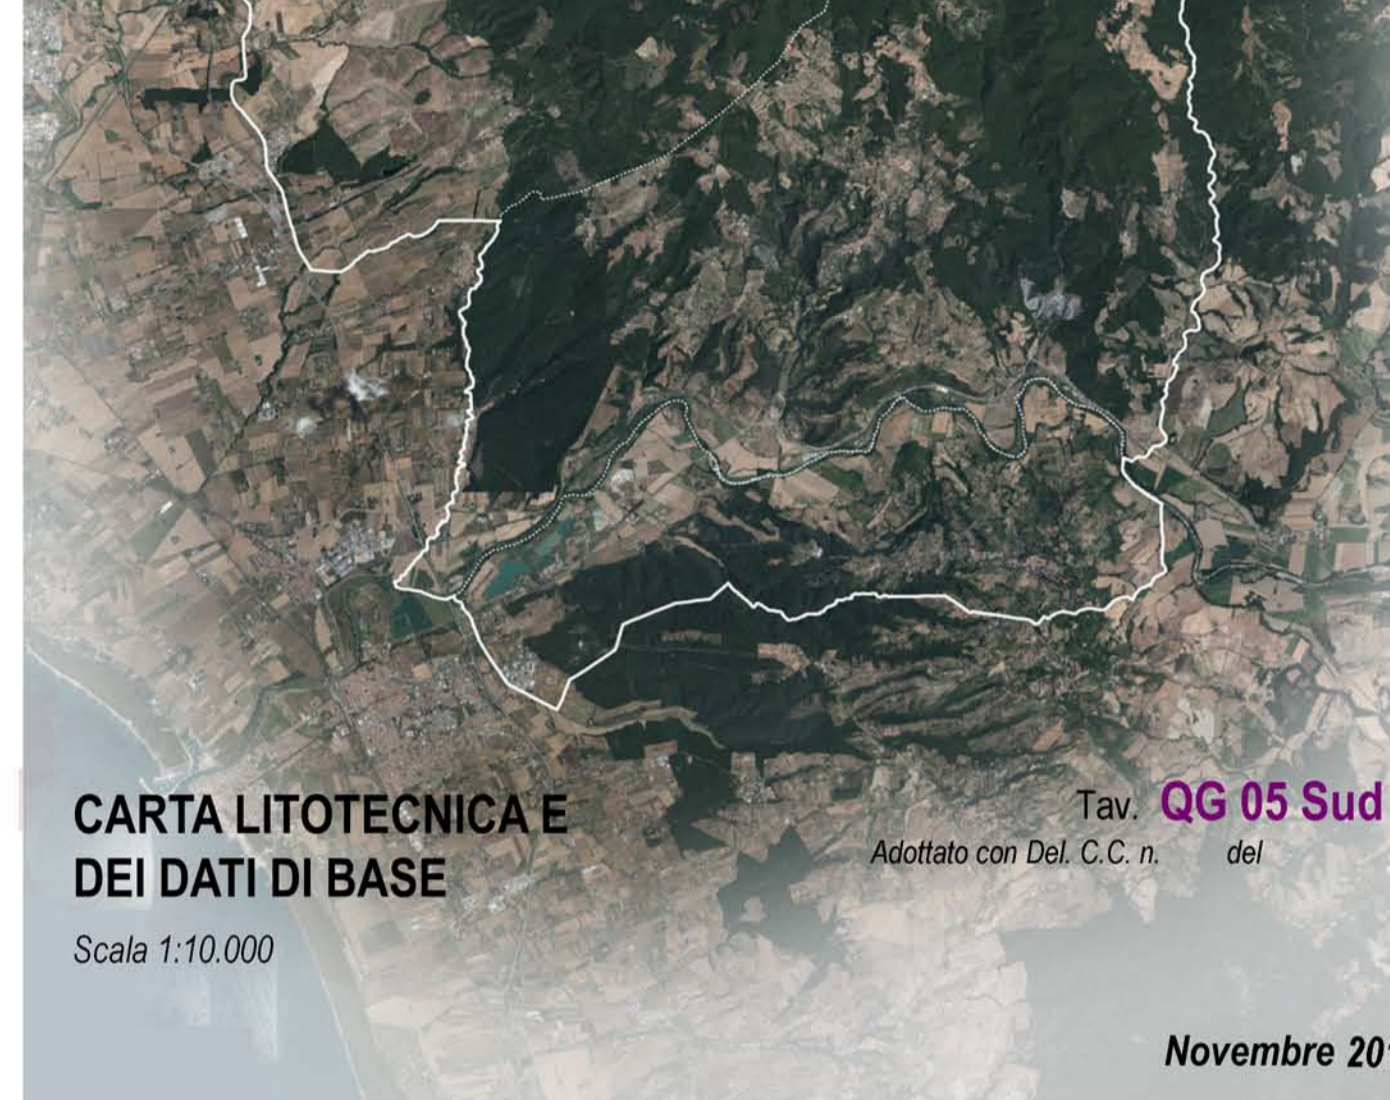 CARTA LITOTECNICA E
DEI DATI DI BASE
Scala 1:10.000
Tav. QG 05 Sud
Adottato con Del. C.C. n. del
Novembre